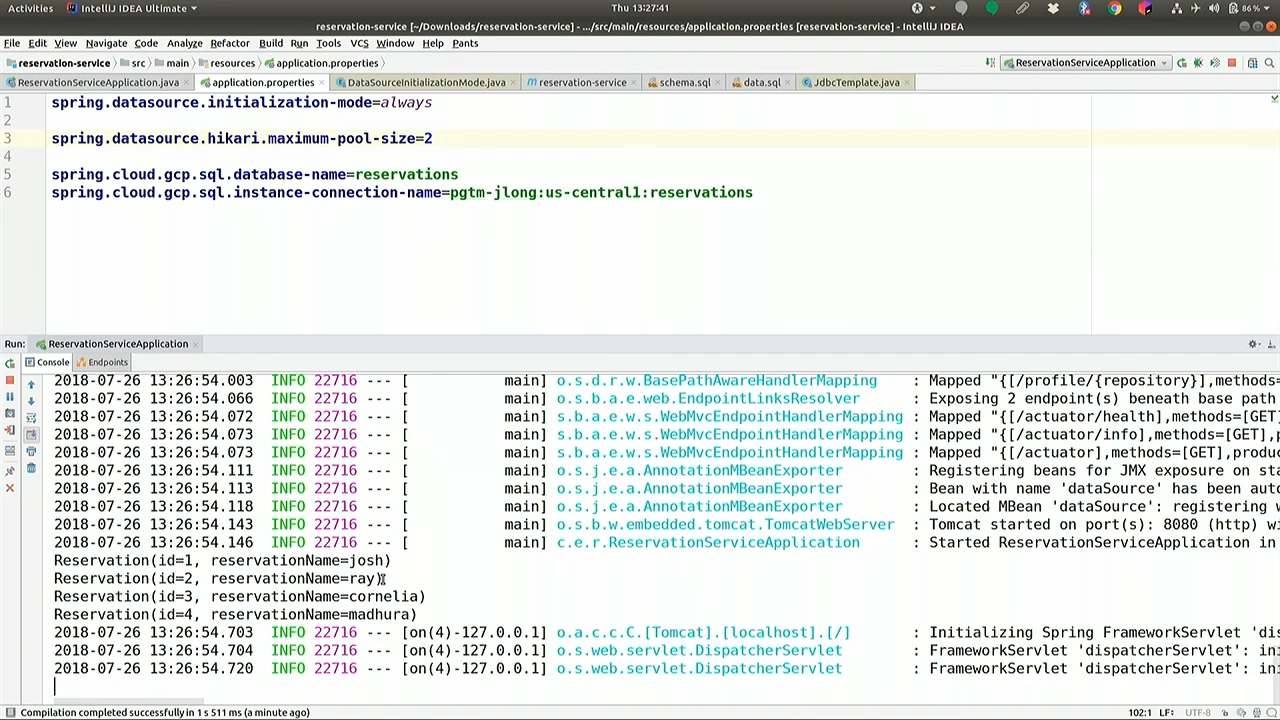 Activities IntelliJ IDEA Ultimate Thu 13:27:41 86%
reservation-service [~/Downloads/reservation-service] - .../src/main/resources/application.properties [reservation-service] - IntelliJ IDEA
File Edit View Navigate Code Analyze Refactor Build Run Tools VCS Window Help Pants
reservation-service src main resources application.properties ReservationServiceApplication
ReservationServiceApplication.java application.properties DataSourceInitializationMode.java reservation-service schema.sql data.sql JdbcTemplate.java
1 spring.datasource.initialization-mode=always
2
3 spring.datasource.hikari.maximum-pool-size=2
4
5 spring.cloud.gcp.sql.database-name=reservations
6 spring.cloud.gcp.sql.instance-connection-name=pgtm-jlong:us-central1:reservations
Run: ReservationServiceApplication
Console Endpoints
2018-07-26 13:26:54.003 INFO 22716 --- [ main] o.s.d.r.w.BasePathAwareHandlerMapping : Mapped "{[/profile/{repository}],methods=
2018-07-26 13:26:54.066 INFO 22716 --- [ main] o.s.b.a.e.web.EndpointLinksResolver : Exposing 2 endpoint(s) beneath base path
2018-07-26 13:26:54.072 INFO 22716 --- [ main] s.b.a.e.w.s.WebMvcEndpointHandlerMapping : Mapped "{[/actuator/health],methods=[GET]
2018-07-26 13:26:54.073 INFO 22716 --- [ main] s.b.a.e.w.s.WebMvcEndpointHandlerMapping : Mapped "{[/actuator/info],methods=[GET],p
2018-07-26 13:26:54.073 INFO 22716 --- [ main] s.b.a.e.w.s.WebMvcEndpointHandlerMapping : Mapped "{[/actuator],methods=[GET],produc
2018-07-26 13:26:54.111 INFO 22716 --- [ main] o.s.j.e.a.AnnotationMBeanExporter : Registering beans for JMX exposure on sta
2018-07-26 13:26:54.113 INFO 22716 --- [ main] o.s.j.e.a.AnnotationMBeanExporter : Bean with name 'dataSource' has been auto
2018-07-26 13:26:54.118 INFO 22716 --- [ main] o.s.j.e.a.AnnotationMBeanExporter : Located MBean 'dataSource': registering w
2018-07-26 13:26:54.143 INFO 22716 --- [ main] o.s.b.w.embedded.tomcat.TomcatWebServer : Tomcat started on port(s): 8080 (http) wi
2018-07-26 13:26:54.146 INFO 22716 --- [ main] c.e.r.ReservationServiceApplication : Started ReservationServiceApplication in
Reservation(id=1, reservationName=josh)
Reservation(id=2, reservationName=ray)
Reservation(id=3, reservationName=cornelia)
Reservation(id=4, reservationName=madhura)
2018-07-26 13:26:54.703 INFO 22716 --- [on(4)-127.0.0.1] o.a.c.c.C.[Tomcat].[localhost].[/] : Initializing Spring FrameworkServlet 'dis
2018-07-26 13:26:54.704 INFO 22716 --- [on(4)-127.0.0.1] o.s.web.servlet.DispatcherServlet : FrameworkServlet 'dispatcherServlet': ini
2018-07-26 13:26:54.720 INFO 22716 --- [on(4)-127.0.0.1] o.s.web.servlet.DispatcherServlet : FrameworkServlet 'dispatcherServlet': ini
Compilation completed successfully in 1 s 511 ms (a minute ago) 102:1 LF÷ UTF-8